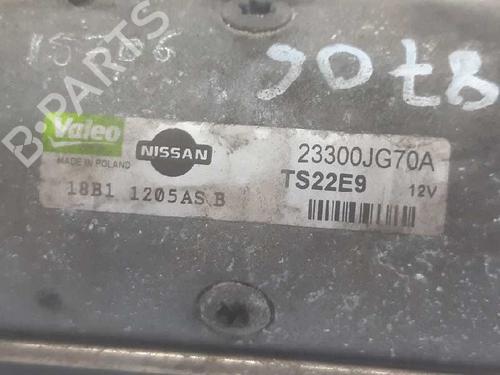 B-PARTS
Valeo
MADE IN POLAND
NISSAN
23300JG70A
TS22E9
12V
18B1 1205AS B